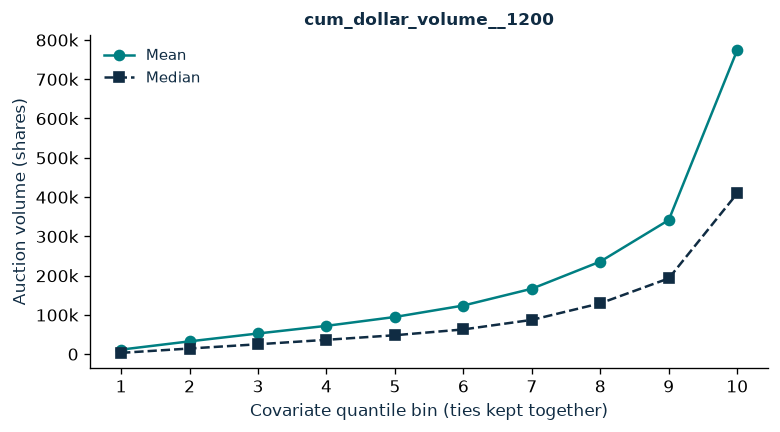 cum_dollar_volume__1200
Mean
Median
Auction volume (shares)
800k
700k
600k
500k
400k
300k
200k
100k
0
1 2 3 4 5 6 7 8 9 10
Covariate quantile bin (ties kept together)